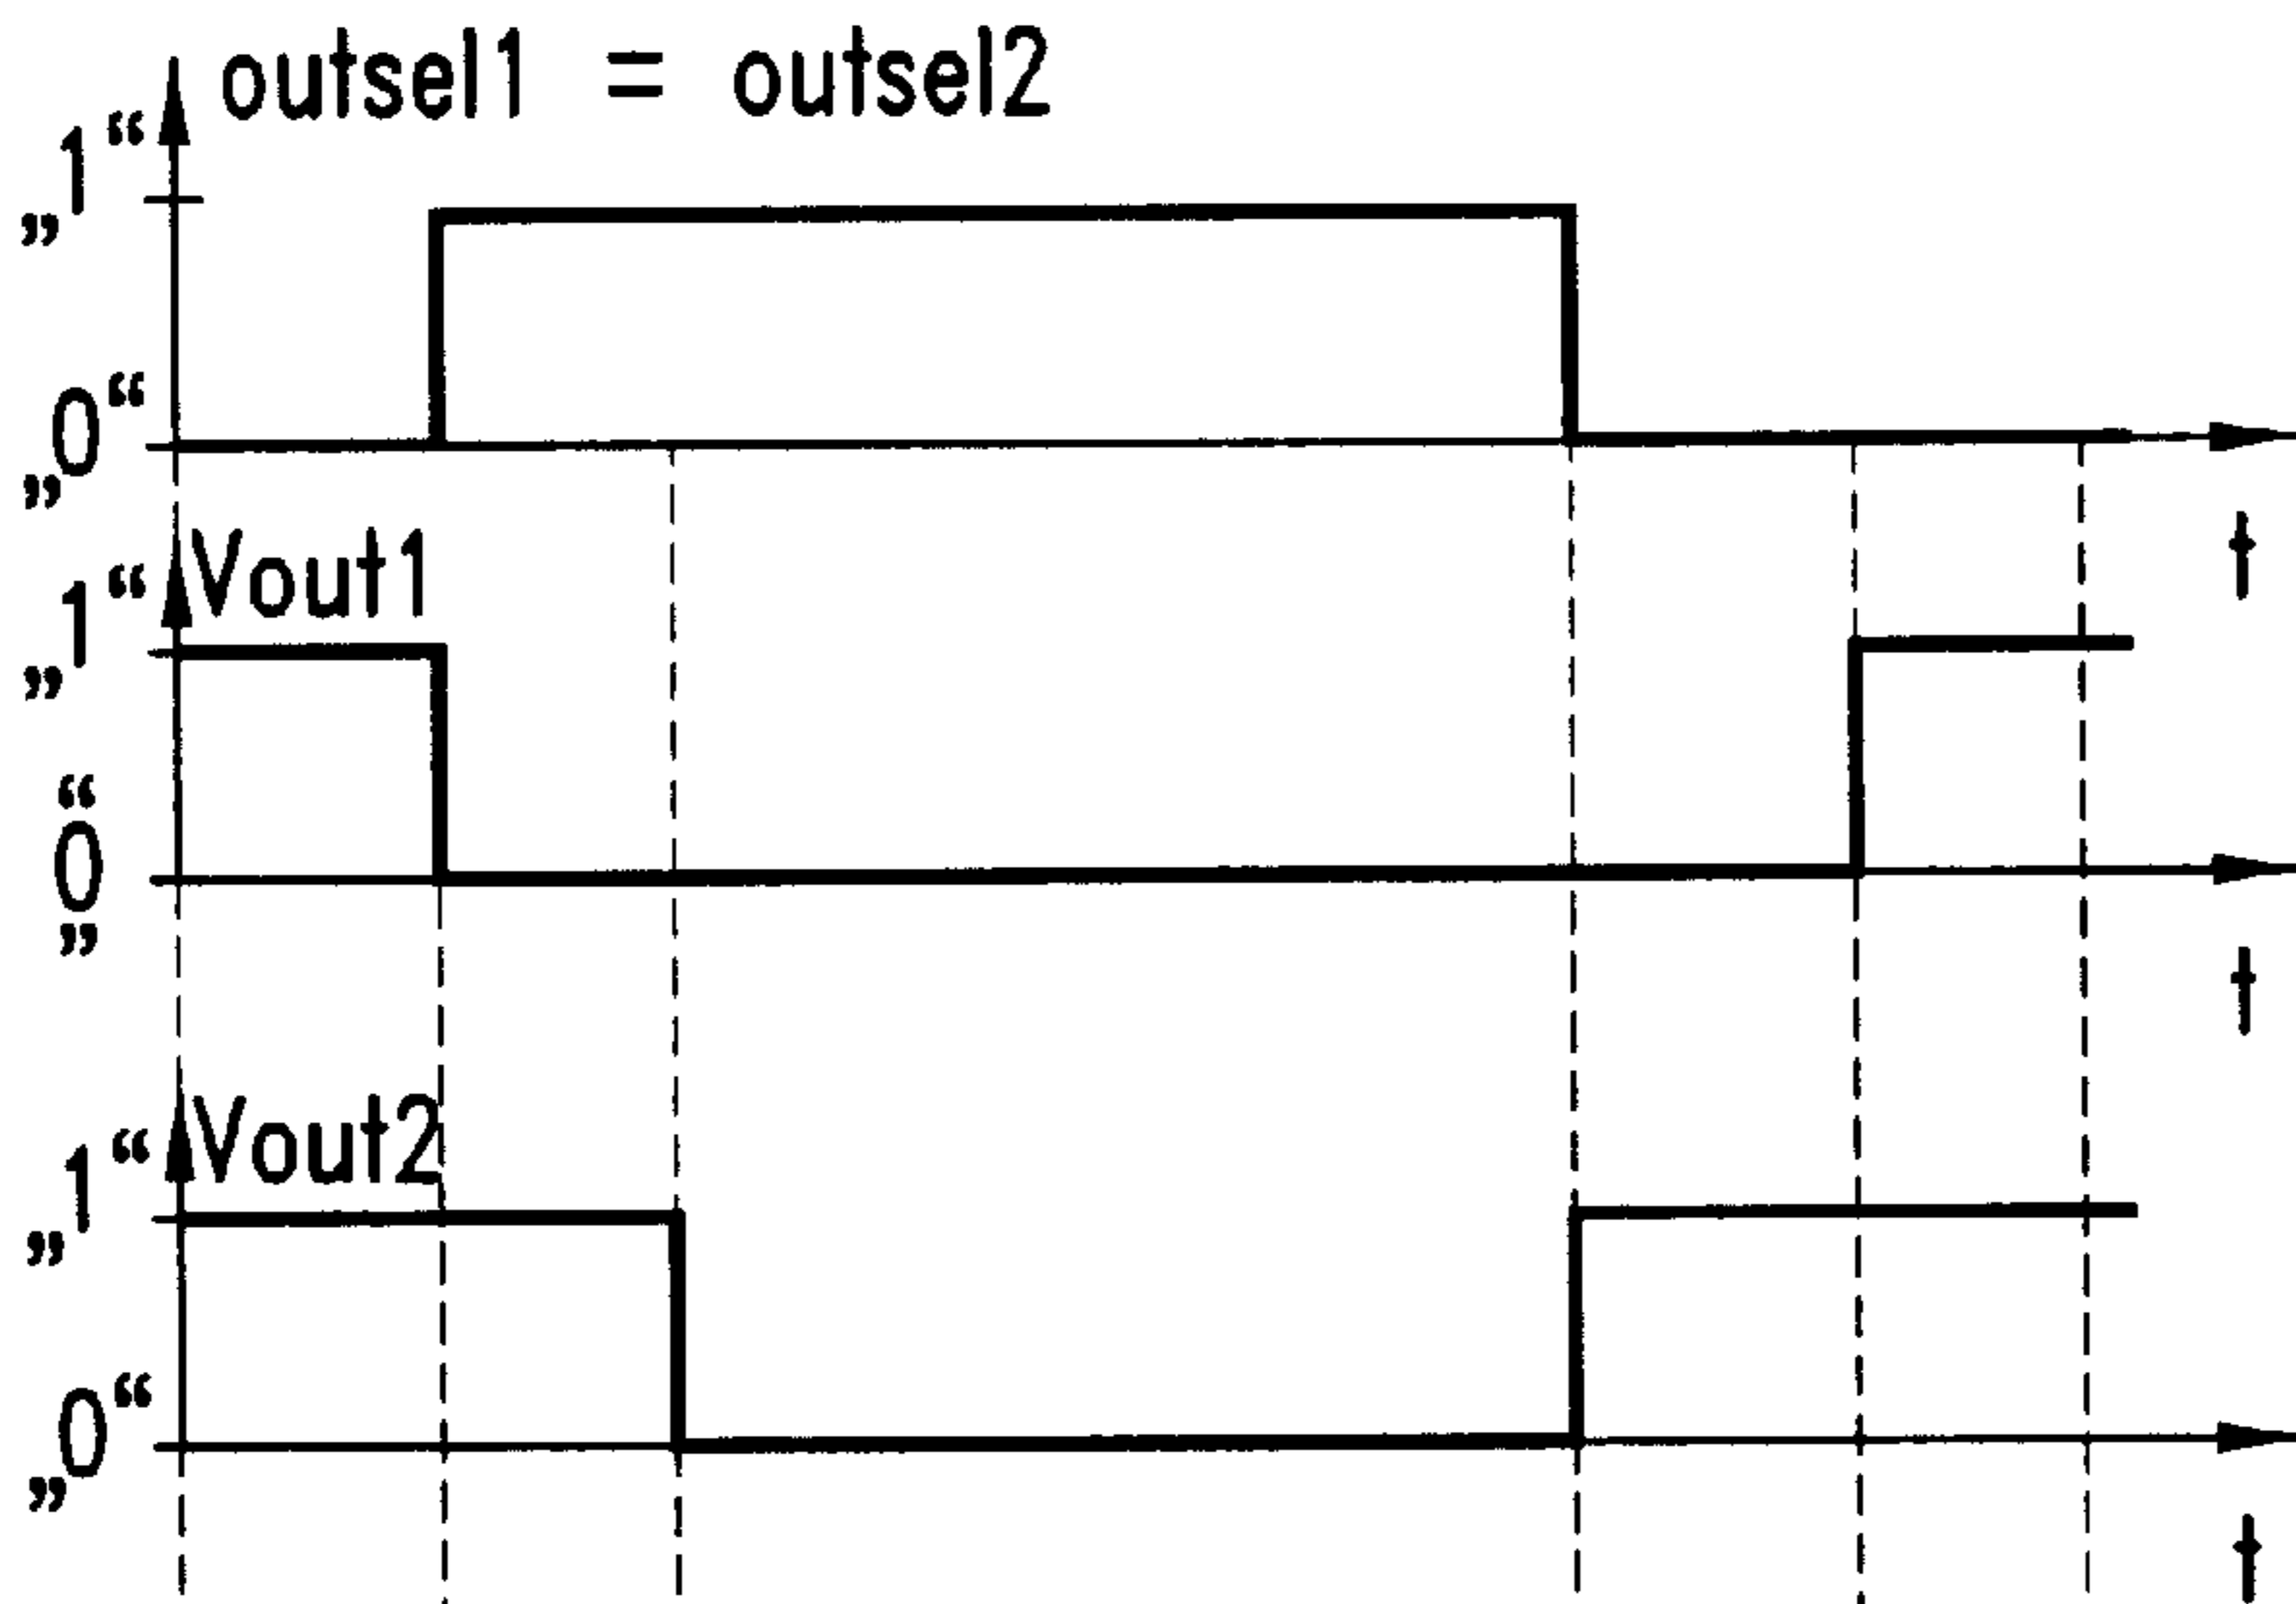 outsel1 = outsel2
„1“
„0“
t
Vout1
„1“
„0“
t
Vout2
„1“
„0“
t